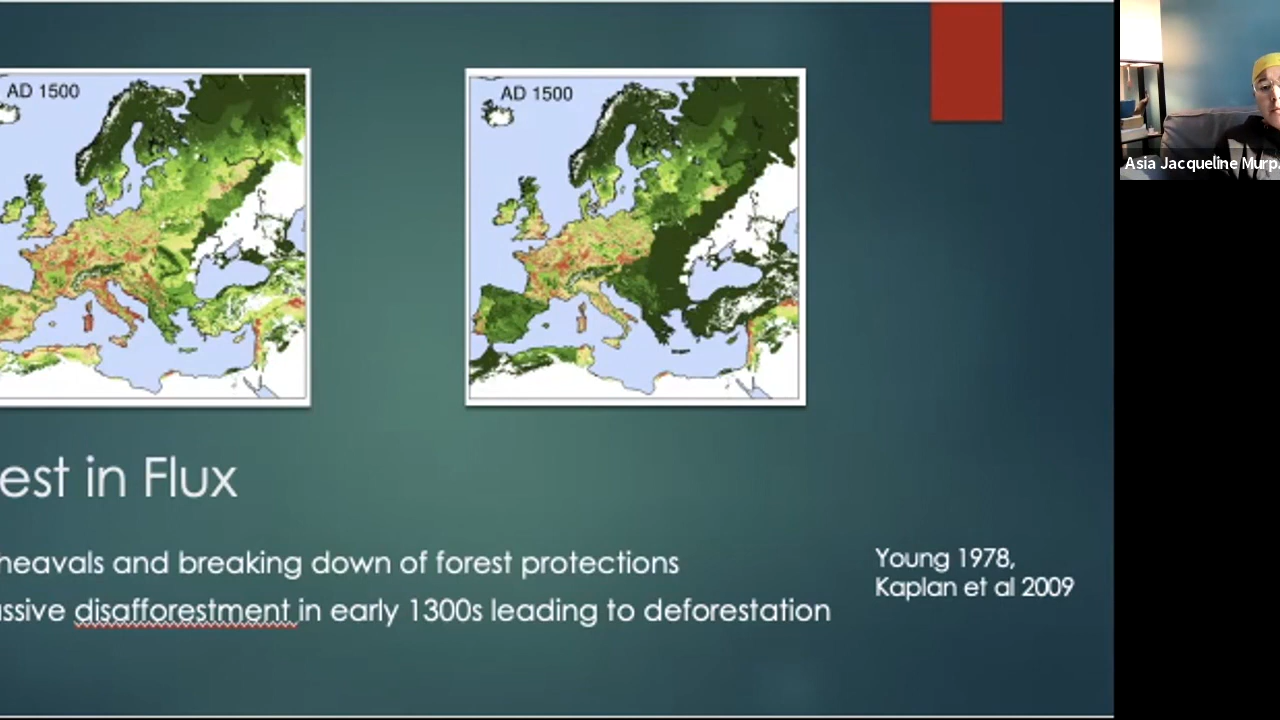 AD 1500
AD 1500
Asia Jacqueline Murp.
est in Flux
heavals and breaking down of forest protections
ssive disafforestment in early 1300s leading to deforestation
Young 1978,
Kaplan et al 2009